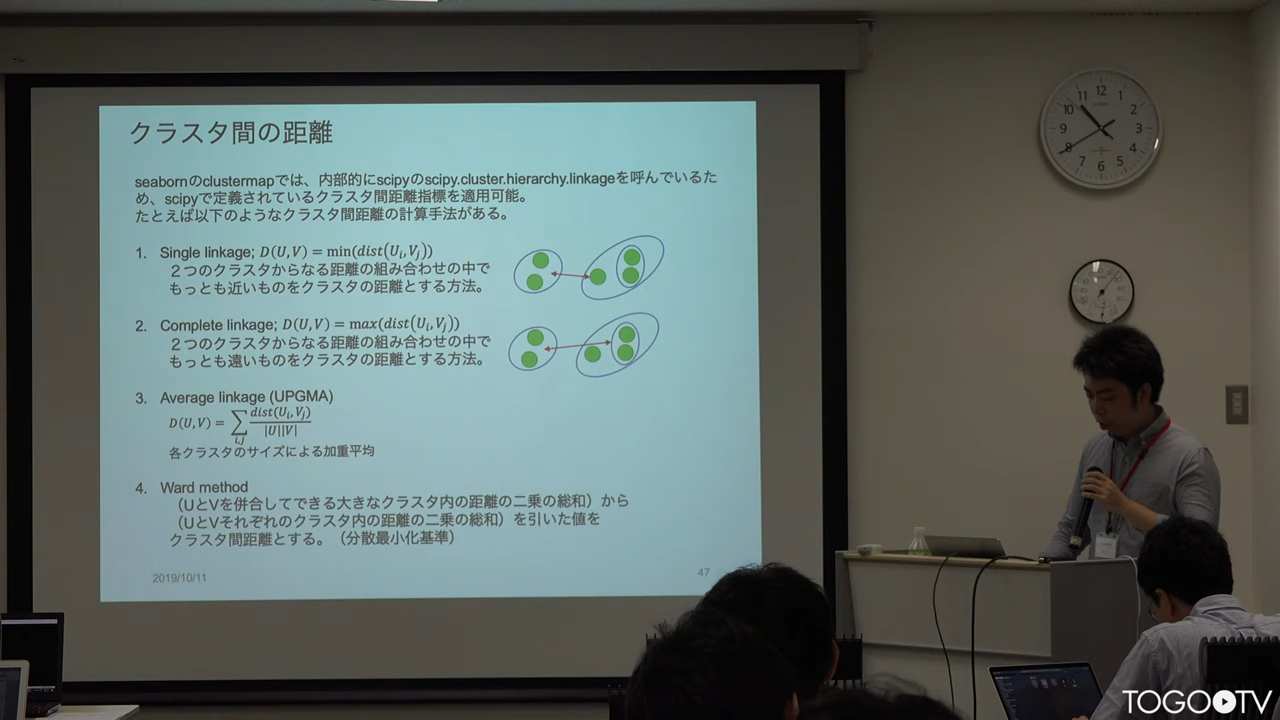 クラスタ間の距離
seabornのclustermapでは、内部的にscipyのscipy.cluster.hierarchy.linkageを呼んでいるた
め、scipyで定義されているクラスタ間距離指標を適用可能。
たとえば以下のようなクラスタ間距離の計算手法がある。
1. Single linkage; D(U,V) = min(dist(U_i,V_j))
２つのクラスタからなる距離の組み合わせの中で
もっとも近いものをクラスタの距離とする方法。
2. Complete linkage; D(U,V) = max(dist(U_i,V_j))
２つのクラスタからなる距離の組み合わせの中で
もっとも遠いものをクラスタの距離とする方法。
3. Average linkage (UPGMA)
D(U,V) = ∑_{i,j} dist(U_i,V_j) / |U||V|
各クラスタのサイズによる加重平均
4. Ward method
（UとVを併合してできる大きなクラスタ内の距離の二乗の総和）から
（UとVそれぞれのクラスタ内の距離の二乗の総和）を引いた値を
クラスタ間距離とする。（分散最小化基準）
2019/10/11
47
12
1
2
3
4
5
6
7
8
9
10
11
TOGOTV